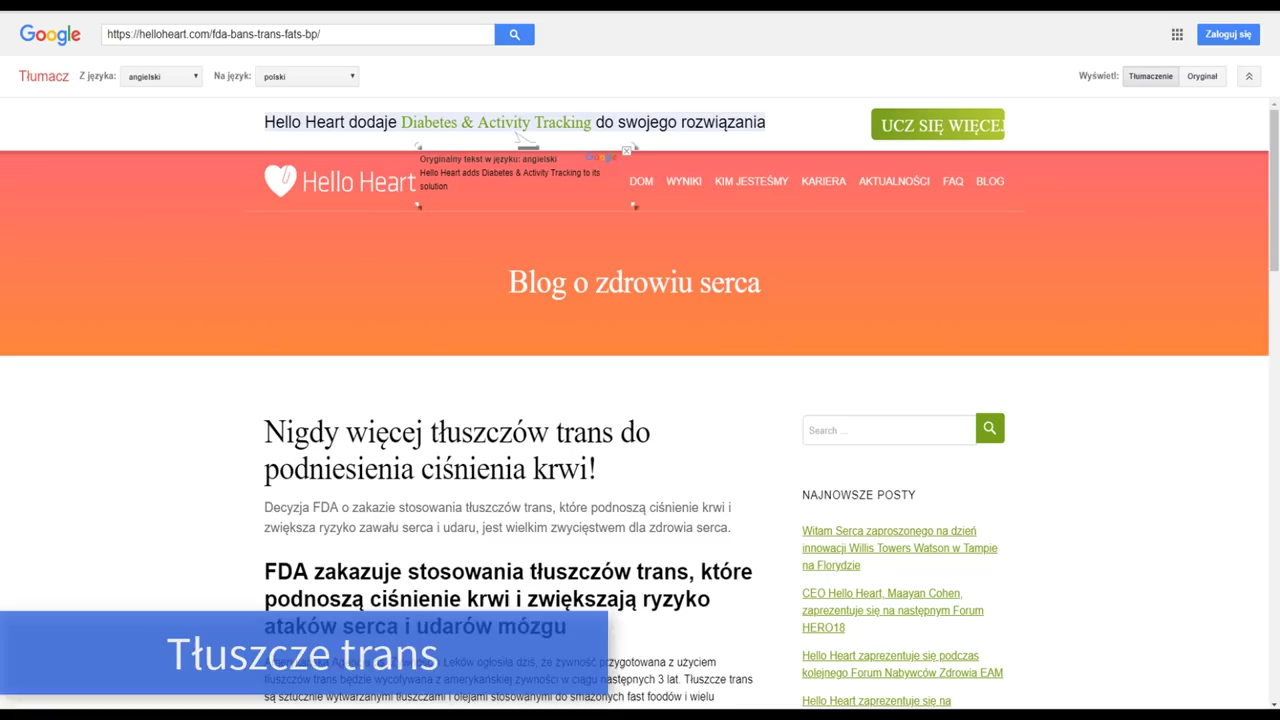 Google
https://helloheart.com/fda-bans-trans-fats-bp/
Zaloguj się
Tłumacz
Z języka:
angielski
Na język:
polski
Wyświetl:
Tłumaczenie
Oryginał
Hello Heart dodaje Diabetes & Activity Tracking do swojego rozwiązania
UCZ SIĘ WIĘCEJ
Oryginalny tekst w języku: angielski
Google
Hello Heart adds Diabetes & Activity Tracking to its
solution
Hello Heart
DOM
WYNIKI
KIM JESTEŚMY
KARIERA
AKTUALNOŚCI
FAQ
BLOG
Blog o zdrowiu serca
Nigdy więcej tłuszczów trans do
podniesienia ciśnienia krwi!
Decyzja FDA o zakazie stosowania tłuszczów trans, które podnoszą ciśnienie krwi i
zwiększa ryzyko zawału serca i udaru, jest wielkim zwycięstwem dla zdrowia serca.
FDA zakazuje stosowania tłuszczów trans, które
podnoszą ciśnienie krwi i zwiększają ryzyko
ataków serca i udarów mózgu
Leków ogłosiła dziś, że żywność przygotowana z użyciem
tłuszczów trans będzie wycofywana z amerykańskiej żywności w ciągu następnych 3 lat. Tłuszcze trans
są sztucznie wytwarzanymi tłuszczami i olejami stosowanymi do smażonych fast foodów i wielu
Tłuszcze trans
Search ...
NAJNOWSZE POSTY
Witam Serca zaproszonego na dzień
innowacji Willis Towers Watson w Tampie
na Florydzie
CEO Hello Heart, Maayan Cohen,
zaprezentuje się na następnym Forum
HERO18
Hello Heart zaprezentuje się podczas
kolejnego Forum Nabywców Zdrowia EAM
Hello Heart zaprezentuje się na